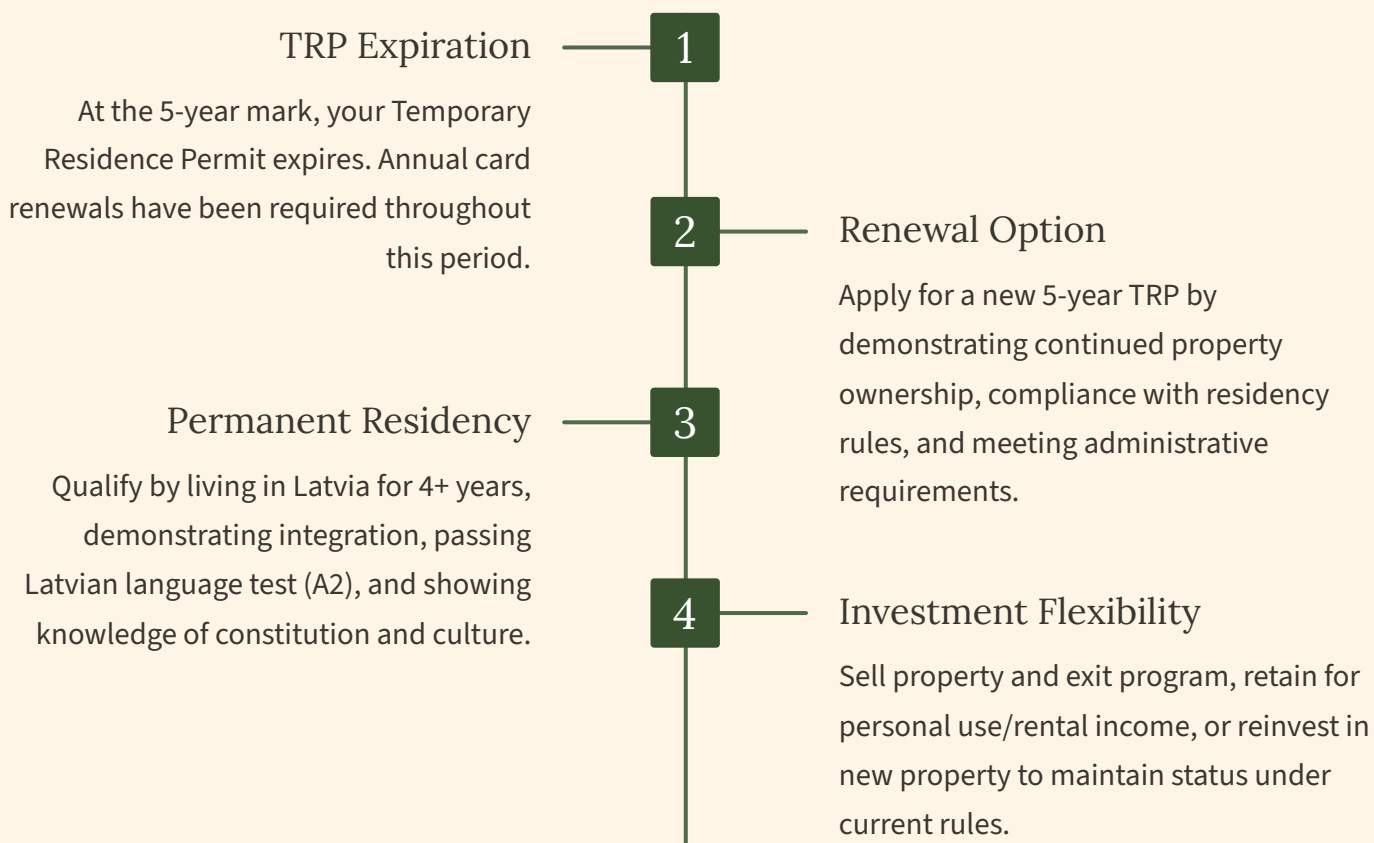 1
TRP Expiration
At the 5-year mark, your Temporary
Residence Permit expires. Annual card
renewals have been required throughout
this period.
2
Renewal Option
Apply for a new 5-year TRP by
demonstrating continued property
ownership, compliance with residency
rules, and meeting administrative
requirements.
3
Permanent Residency
Qualify by living in Latvia for 4+ years,
demonstrating integration, passing
Latvian language test (A2), and showing
knowledge of constitution and culture.
4
Investment Flexibility
Sell property and exit program, retain for
personal use/rental income, or reinvest in
new property to maintain status under
current rules.